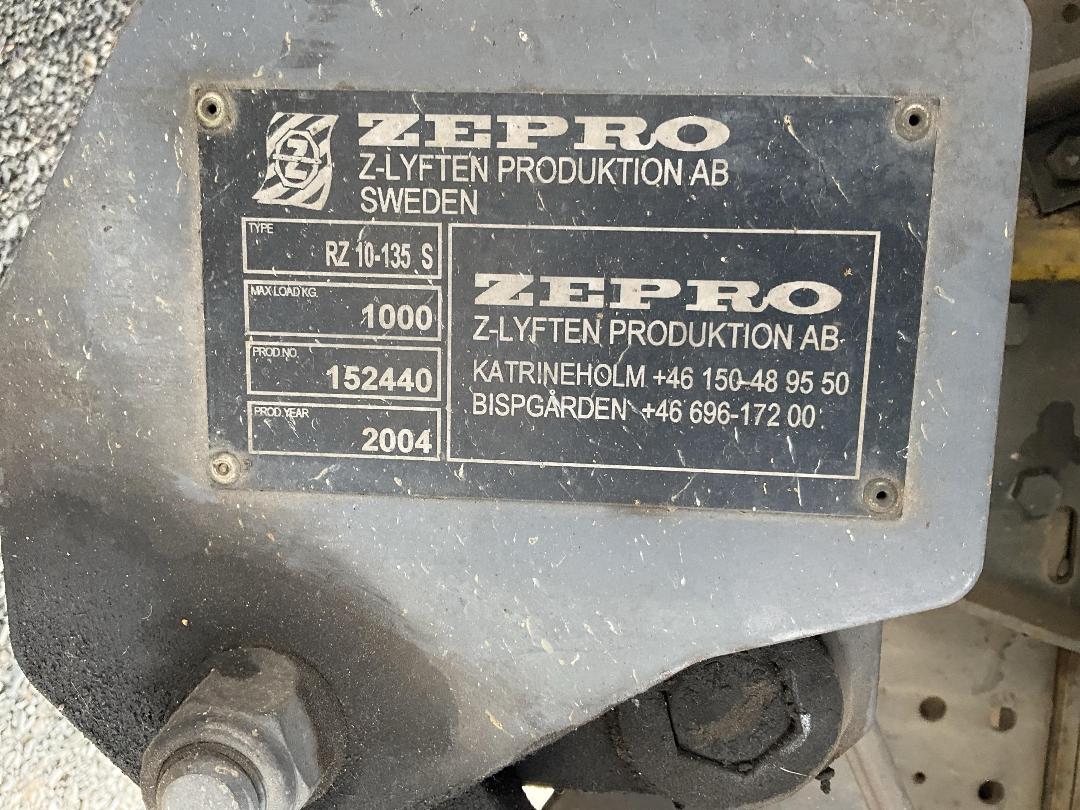 Z
ZEPRO
Z-LYFTEN PRODUKTION AB
SWEDEN
TYPE
RZ 10-135 S
MAX LOAD KG.
1000
PROD.NO.
152440
PROD.YEAR
2004
ZEPRO
Z-LYFTEN PRODUKTION AB
KATRINEHOLM +46 150-48 95 50
BISPGÅRDEN +46 696-172 00